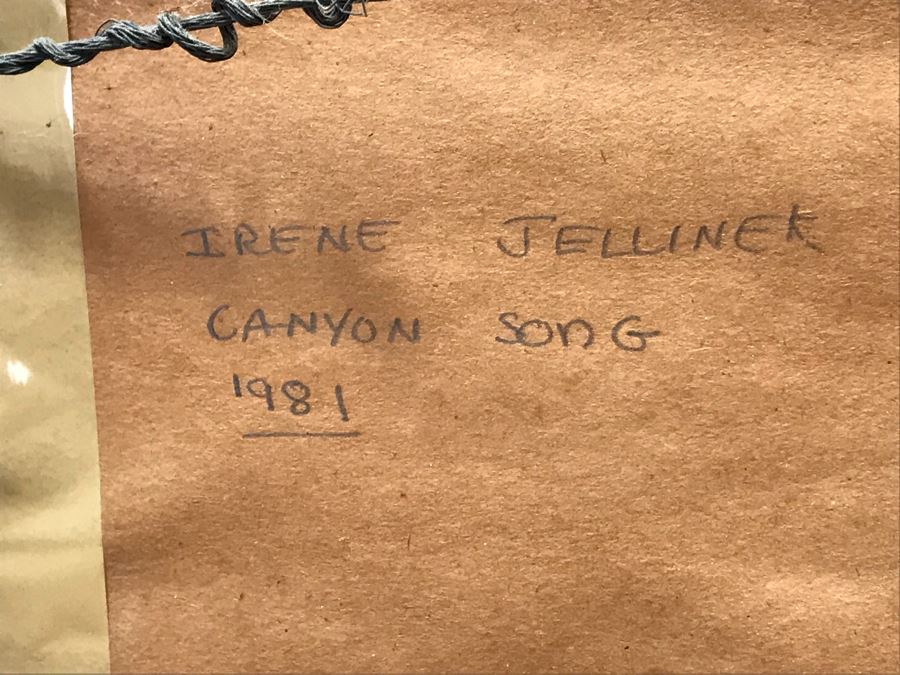 IRENE JELLINEK
CANYON SONG
1981